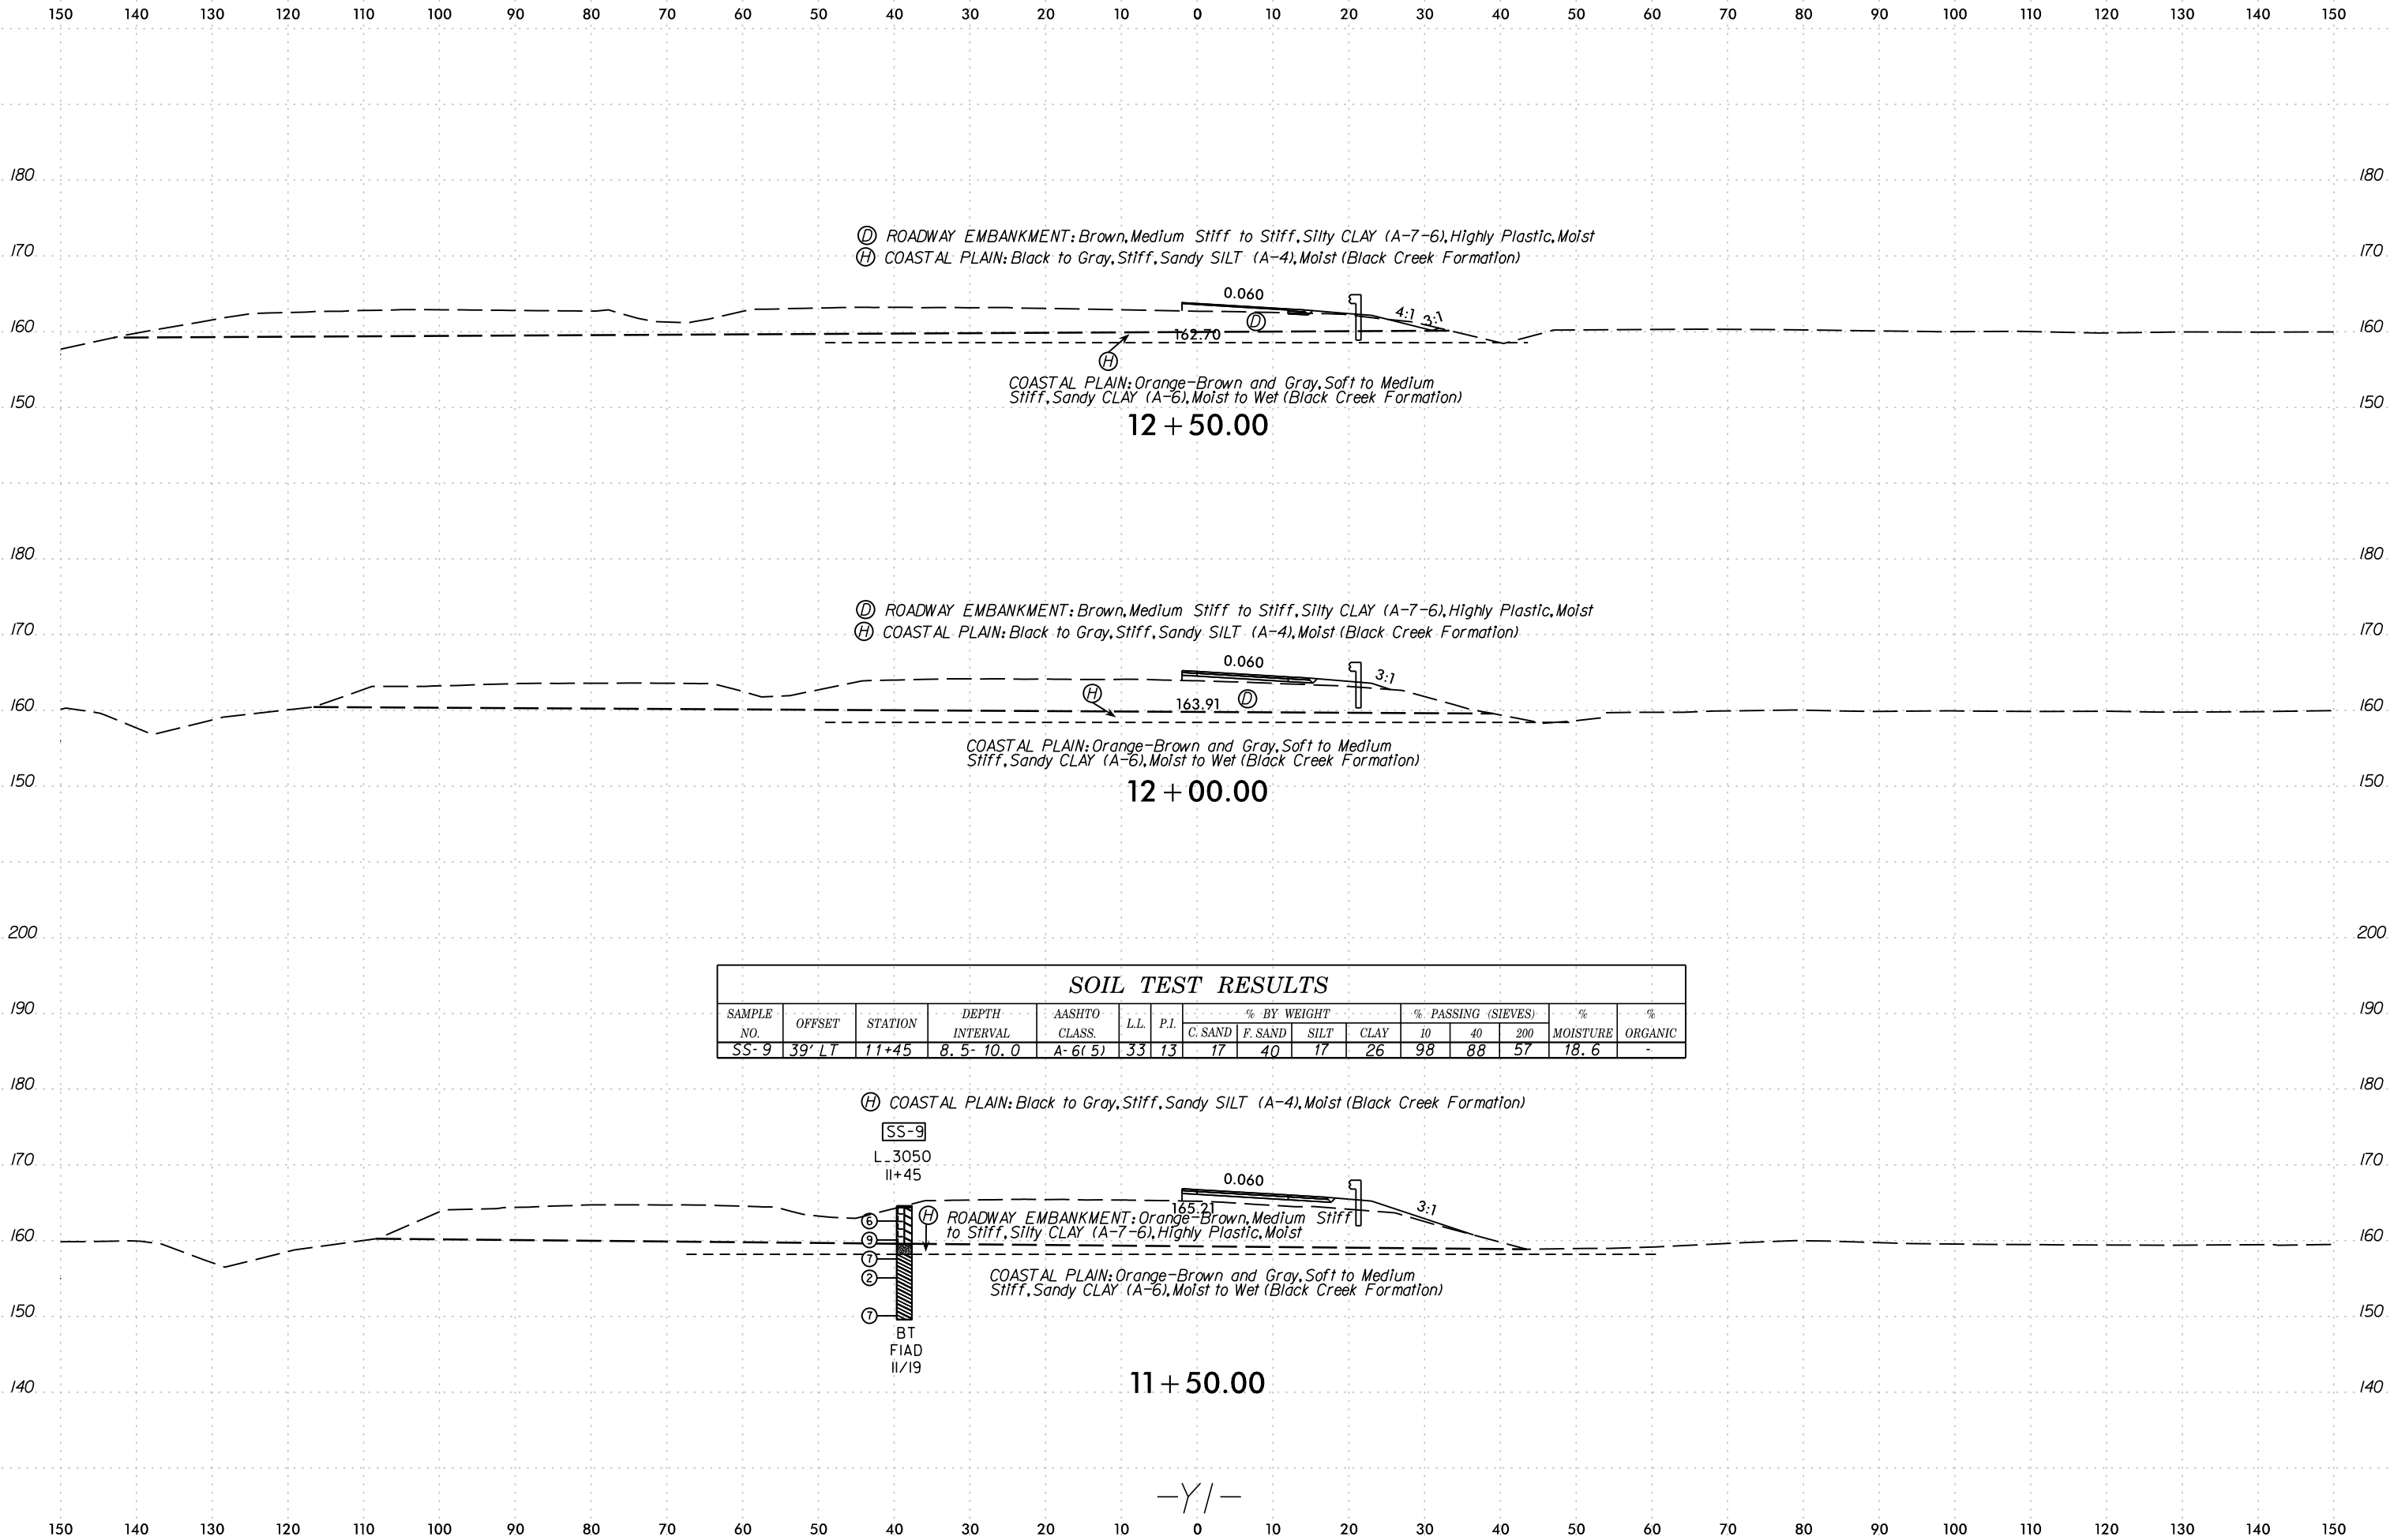 150 140 130 120 110 100 90 80 70 60 50 40 30 20 10 0 10 20 30 40 50 60 70 80 90 100 110 120 130 140 150
180 180
Ⓓ ROADWAY EMBANKMENT: Brown, Medium Stiff to Stiff, Silty CLAY (A-7-6), Highly Plastic, Moist
170 170
Ⓗ COASTAL PLAIN: Black to Gray, Stiff, Sandy SILT (A-4), Moist (Black Creek Formation)
0.060
4:1 3:1
Ⓓ
160 160
162.70
Ⓗ
COASTAL PLAIN: Orange-Brown and Gray, Soft to Medium
Stiff, Sandy CLAY (A-6), Moist to Wet (Black Creek Formation)
150 150
12+50.00
180 180
Ⓓ ROADWAY EMBANKMENT: Brown, Medium Stiff to Stiff, Silty CLAY (A-7-6), Highly Plastic, Moist
170 170
Ⓗ COASTAL PLAIN: Black to Gray, Stiff, Sandy SILT (A-4), Moist (Black Creek Formation)
0.060
3:1
Ⓗ Ⓓ
163.91
160 160
COASTAL PLAIN: Orange-Brown and Gray, Soft to Medium
Stiff, Sandy CLAY (A-6), Moist to Wet (Black Creek Formation)
150 150
12+00.00
200 200
SOIL TEST RESULTS
190 190
SAMPLE NO. OFFSET STATION DEPTH INTERVAL AASHTO CLASS. L.L. P.I. % BY WEIGHT % PASSING (SIEVES) % MOISTURE % ORGANIC
C. SAND F. SAND SILT CLAY 10 40 200
SS-9 39' LT 11+45 8.5-10.0 A-6(5) 33 13 17 40 17 26 98 88 57 18.6 -
180 180
Ⓗ COASTAL PLAIN: Black to Gray, Stiff, Sandy SILT (A-4), Moist (Black Creek Formation)
SS-9
170 170
L_3050
11+45
0.060
3:1
165.21
6
Ⓗ ROADWAY EMBANKMENT: Orange-Brown, Medium Stiff
to Stiff, Silty CLAY (A-7-6), Highly Plastic, Moist
160 160
9
7
2
COASTAL PLAIN: Orange-Brown and Gray, Soft to Medium
Stiff, Sandy CLAY (A-6), Moist to Wet (Black Creek Formation)
150 150
7
BT
FIAD
11/19
140 140
11+50.00
-Y1-
150 140 130 120 110 100 90 80 70 60 50 40 30 20 10 0 10 20 30 40 50 60 70 80 90 100 110 120 130 140 150